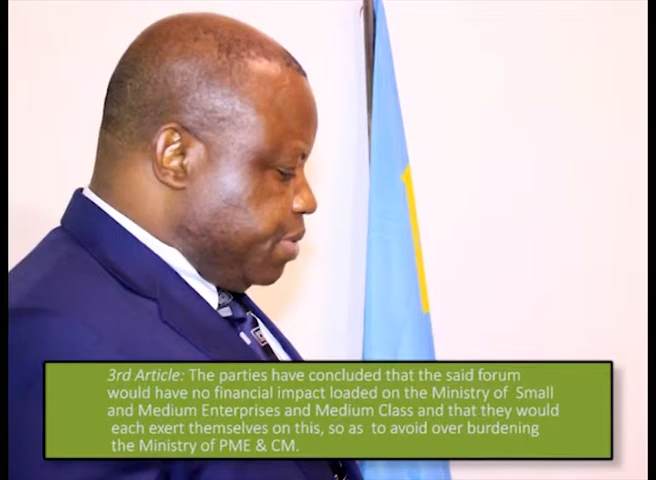 3rd Article: The parties have concluded that the said forum
would have no financial impact loaded on the Ministry of Small
and Medium Enterprises and Medium Class and that they would
each exert themselves on this, so as to avoid over burdening
the Ministry of PME & CM.